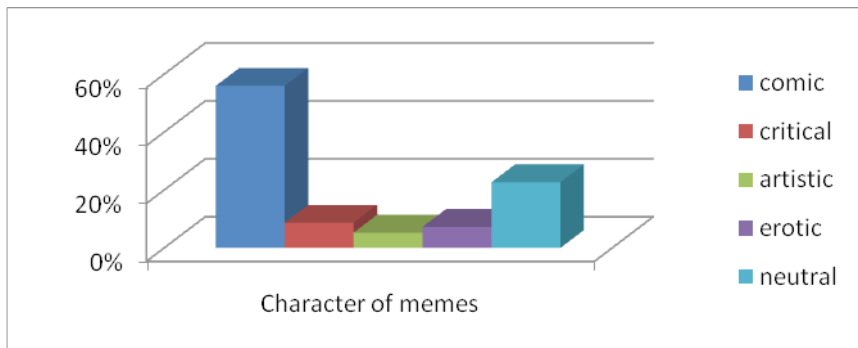 60%
40%
20%
0%
Character of memes
comic
critical
artistic
erotic
neutral